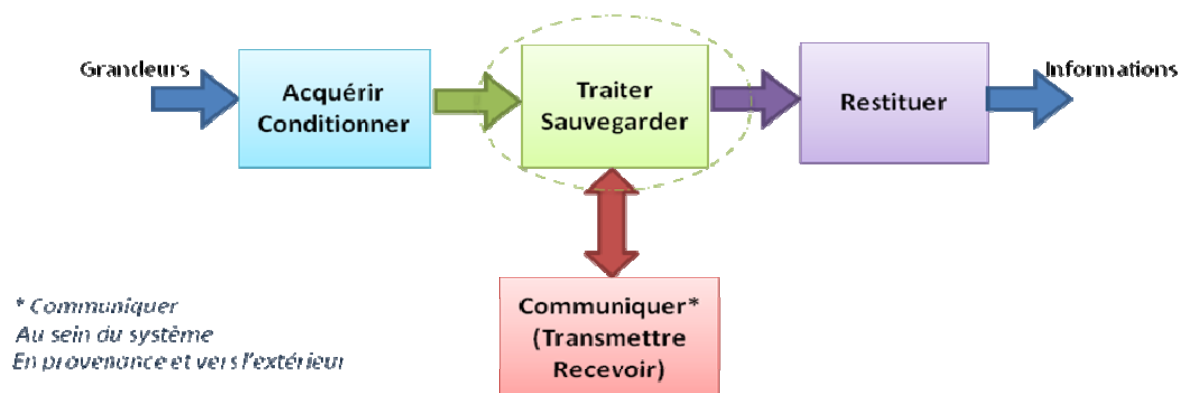 Grandeurs
Acquérir
Conditionner
Traiter
Sauvegarder
Restituer
Informations
Communiquer*
(Transmettre
Recevoir)
* Communiquer
Au sein du système
En provenance et vers l'extérieur